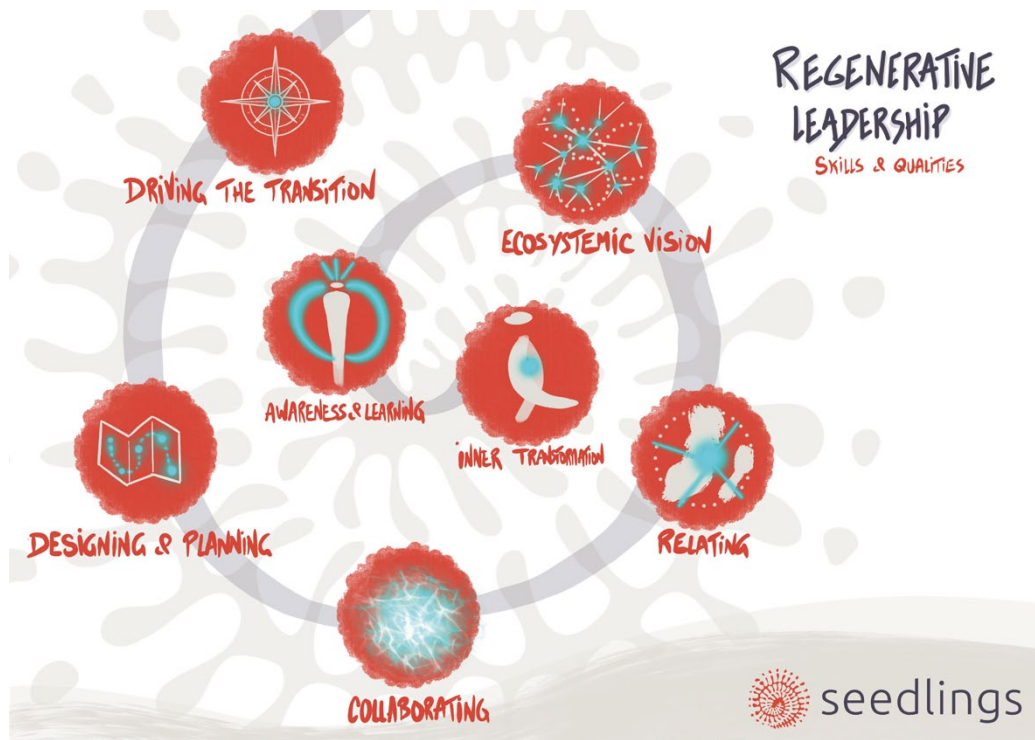 REGENERATIVE
LEADERSHIP
SKILLS & QUALITIES
DRIVING THE TRANSITION
ECOSYSTEMIC VISION
AWARENESS & LEARNING
INNER TRANSFORMATION
DESIGNING & PLANNING
RELATING
COLLABORATING
seedlings